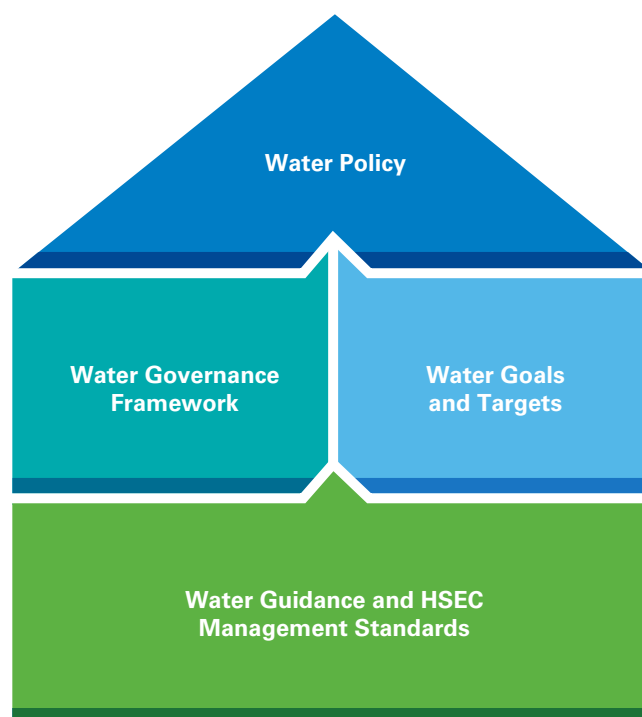 Water Policy
Water Governance
Framework
Water Goals
and Targets
Water Guidance and HSEC
Management Standards